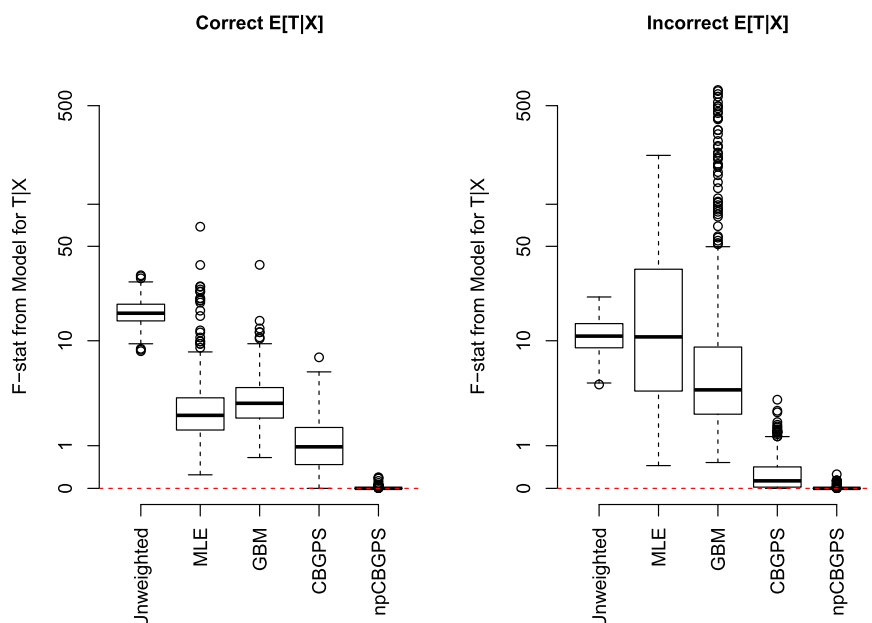 Correct E[T|X]
F−stat from Model for T|X
500
50
10
1
0
Unweighted
MLE
GBM
CBGPS
npCBGPS
Incorrect E[T|X]
F−stat from Model for T|X
500
50
10
1
0
Unweighted
MLE
GBM
CBGPS
npCBGPS